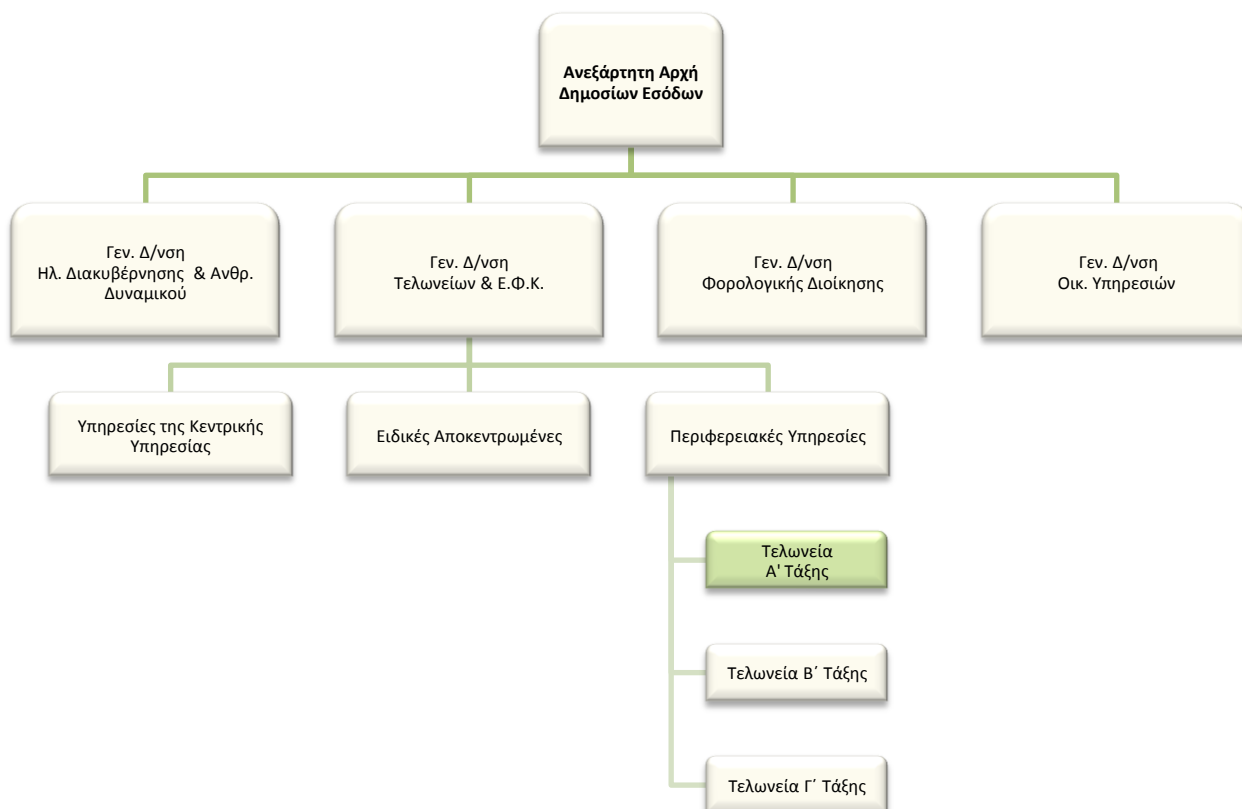 Ανεξάρτητη Αρχή
Δημοσίων Εσόδων
Γεν. Δ/νση
Ηλ. Διακυβέρνησης & Ανθρ.
Δυναμικού
Γεν. Δ/νση
Τελωνείων & Ε.Φ.Κ.
Γεν. Δ/νση
Φορολογικής Διοίκησης
Γεν. Δ/νση
Οικ. Υπηρεσιών
Υπηρεσίες της Κεντρικής
Υπηρεσίας
Ειδικές Αποκεντρωμένες
Περιφερειακές Υπηρεσίες
Τελωνεία
Α' Τάξης
Τελωνεία Β΄ Τάξης
Τελωνεία Γ΄ Τάξης